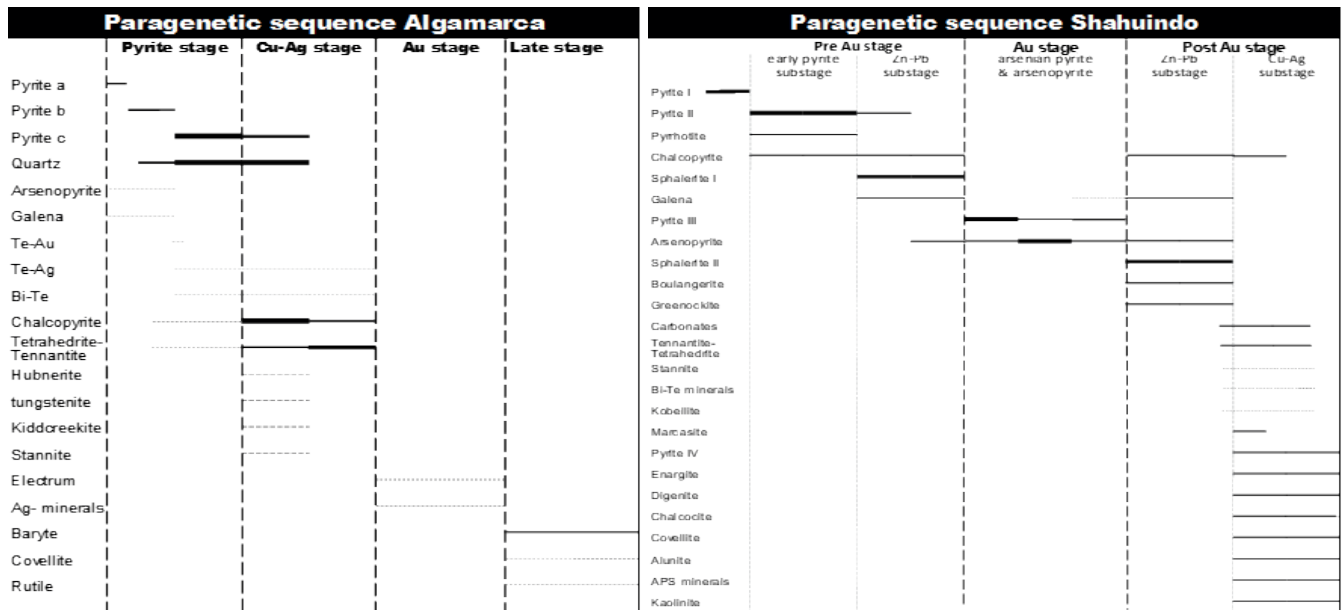 Paragenetic sequence Algamarca
Pyrite stage Cu-Ag stage Au stage Late stage
Pyrite a
Pyrite b
Pyrite c
Quartz
Arsenopyrite
Galena
Te-Au
Te-Ag
Bi-Te
Chalcopyrite
Tetrahedrite-
Tennantite
Hubnerite
tungstenite
Kiddcreekite
Stannite
Electrum
Ag- minerals
Baryte
Covellite
Rutile
Paragenetic sequence Shahuindo
Pre Au stage Au stage Post Au stage
early pyrite Zn-Pb arsenian pyrite Zn-Pb Cu-Ag
substage substage & arsenopyrite substage substage
Pyrite I
Pyrite II
Pyrrhotite
Chalcopyrite
Sphalerite I
Galena
Pyrite III
Arsenopyrite
Sphalerite II
Boulangerite
Greenockite
Carbonates
Tennantite-
Tetrahedrite
Stannite
Bi-Te minerals
Kobellite
Marcasite
Pyrite IV
Enargite
Digenite
Chalcocite
Covellite
Alunite
APS minerals
Kaolinite